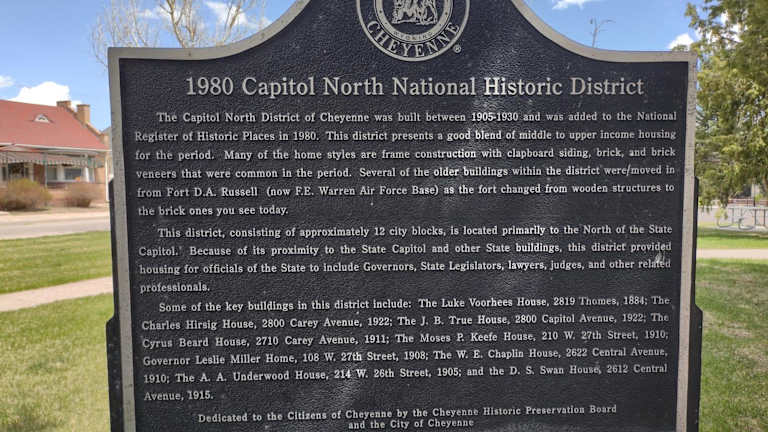 WYOMING
CHEYENNE ®
1980 Capitol North National Historic District
The Capitol North District of Cheyenne was built between 1905-1930 and was added to the National
Register of Historic Places in 1980. This district presents a good blend of middle to upper income housing
for the period. Many of the home styles are frame construction with clapboard siding, brick, and brick
veneers that were common in the period. Several of the older buildings within the district were moved in
from Fort D.A. Russell (now F.E. Warren Air Force Base) as the fort changed from wooden structures to
the brick ones you see today.
This district, consisting of approximately 12 city blocks, is located primarily to the North of the State
Capitol. Because of its proximity to the State Capitol and other State buildings, this district provided
housing for officials of the State to include Governors, State Legislators, lawyers, judges, and other related
professionals.
Some of the key buildings in this district include: The Luke Voorhees House, 2819 Thomes, 1884; The
Charles Hirsig House, 2800 Carey Avenue, 1922; The J. B. True House, 2800 Capitol Avenue, 1922; The
Cyrus Beard House, 2710 Carey Avenue, 1911; The Moses P. Keefe House, 210 W. 27th Street, 1910;
Governor Leslie Miller Home, 108 W. 27th Street, 1908; The W. E. Chaplin House, 2622 Central Avenue,
1910; The A. A. Underwood House, 214 W. 26th Street, 1905; and the D. S. Swan House, 2612 Central
Avenue, 1915.
Dedicated to the Citizens of Cheyenne by the Cheyenne Historic Preservation Board
and the City of Cheyenne